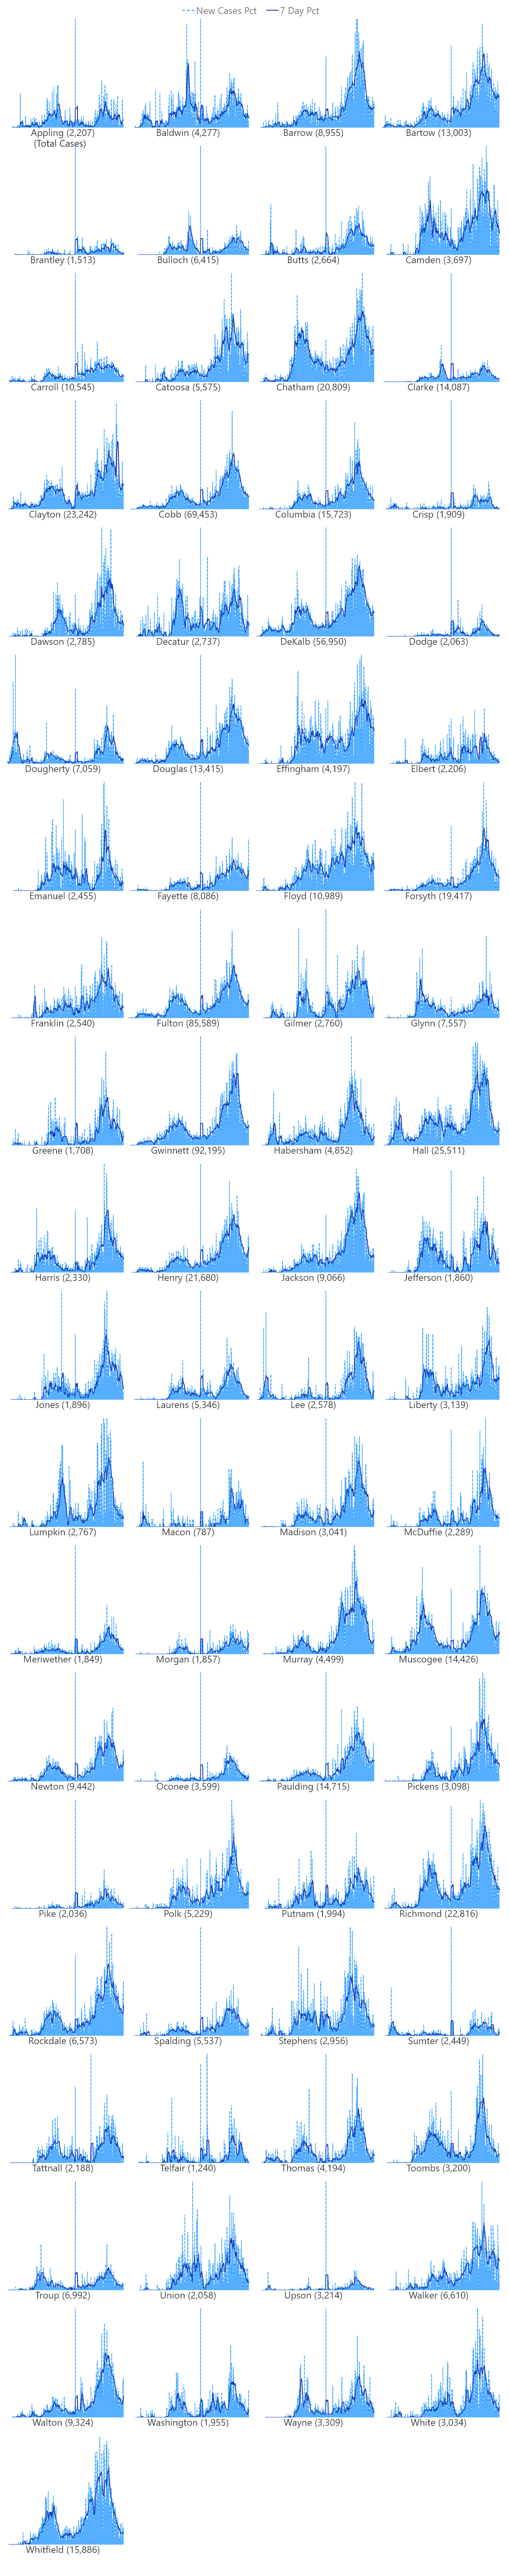 New Cases Pct 7 Day Pct
Appling (2,207) Baldwin (4,277) Barrow (8,955) Bartow (13,003)
(Total Cases)
Brantley (1,513) Bulloch (6,415) Butts (2,664) Camden (3,697)
Carroll (10,545) Catoosa (5,575) Chatham (20,809) Clarke (14,087)
Clayton (23,242) Cobb (69,453) Columbia (15,723) Crisp (1,909)
Dawson (2,785) Decatur (2,737) DeKalb (56,950) Dodge (2,063)
Dougherty (7,059) Douglas (13,415) Effingham (4,197) Elbert (2,206)
Emanuel (2,455) Fayette (8,086) Floyd (10,989) Forsyth (19,417)
Franklin (2,540) Fulton (85,589) Gilmer (2,760) Glynn (7,557)
Greene (1,708) Gwinnett (92,195) Habersham (4,852) Hall (25,511)
Harris (2,330) Henry (21,680) Jackson (9,066) Jefferson (1,860)
Jones (1,896) Laurens (5,346) Lee (2,578) Liberty (3,139)
Lumpkin (2,767) Macon (787) Madison (3,041) McDuffie (2,289)
Meriwether (1,849) Morgan (1,857) Murray (4,499) Muscogee (14,426)
Newton (9,442) Oconee (3,599) Paulding (14,715) Pickens (3,098)
Pike (2,036) Polk (5,229) Putnam (1,994) Richmond (22,816)
Rockdale (6,573) Spalding (5,537) Stephens (2,956) Sumter (2,449)
Tattnall (2,188) Telfair (1,240) Thomas (4,194) Toombs (3,200)
Troup (6,992) Union (2,058) Upson (3,214) Walker (6,610)
Walton (9,324) Washington (1,955) Wayne (3,309) White (3,034)
Whitfield (15,886)